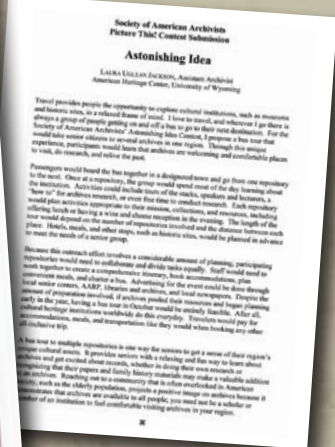 Society of American Archivists
Picture This! Contest Submission
Astonishing Idea
LAURA UGLEAN JACKSON, Assistant Archivist
American Heritage Center, University of Wyoming
Travel provides people the opportunity to explore cultural institutions, such as museums
and historic sites, in a relaxed frame of mind. I love to travel, and wherever I go there is
always a group of people getting on and off a bus to go to their next destination. For the
Society of American Archivists' Astonishing Idea Contest, I propose a bus tour that
would take senior citizens to several archives in one region. Through this unique
experience, participants would learn that archives are welcoming and comfortable places
to visit, do research, and relive the past.
Passengers would board the bus together in a designated town and go from one repository
to the next. Once at a repository, the group would spend most of the day learning about
the institution. Activities could include tours of the stacks, speakers and lectures, a
"how to" for archives research, or even free time to conduct research. Each repository
would plan activities appropriate to their mission, collections, and resources, including
offering lunch or having a wine and cheese reception in the evening. The length of the
tour would depend on the number of repositories involved and the distance between each
place. Hotels, meals, and other stops, such as historic sites, would be planned in advance
to meet the needs of a senior group.
Because this outreach effort involves a considerable amount of planning, participating
repositories would need to collaborate and divide tasks equally. Staff would need to
work together to create a comprehensive itinerary, book accommodations, plan
convenient meals, and charter a bus. Advertising for the event could be done through
local senior centers, AARP, libraries and archives, and local newspapers. Despite the
amount of preparation involved, if archives pooled their resources and began planning
early in the year, having a bus tour in October would be entirely feasible. After all,
cultural heritage institutions worldwide do this everyday. Travelers would pay for
accommodations, meals, and transportation like they would when booking any other
all-inclusive trip.
A bus tour to multiple repositories is one way for seniors to get a sense of their region's
unique cultural assets. It provides seniors with a relaxing and fun way to learn about
archives and get excited about records, whether in doing their own research or
recognizing that their papers and family history materials may make a valuable addition
to an archives. Reaching out to a community that is often overlooked in American
society, such as the elderly population, projects a positive image on archives because it
demonstrates that archives are available to all people; you need not be a scholar or
member of an institution to feel comfortable visiting archives in your region.